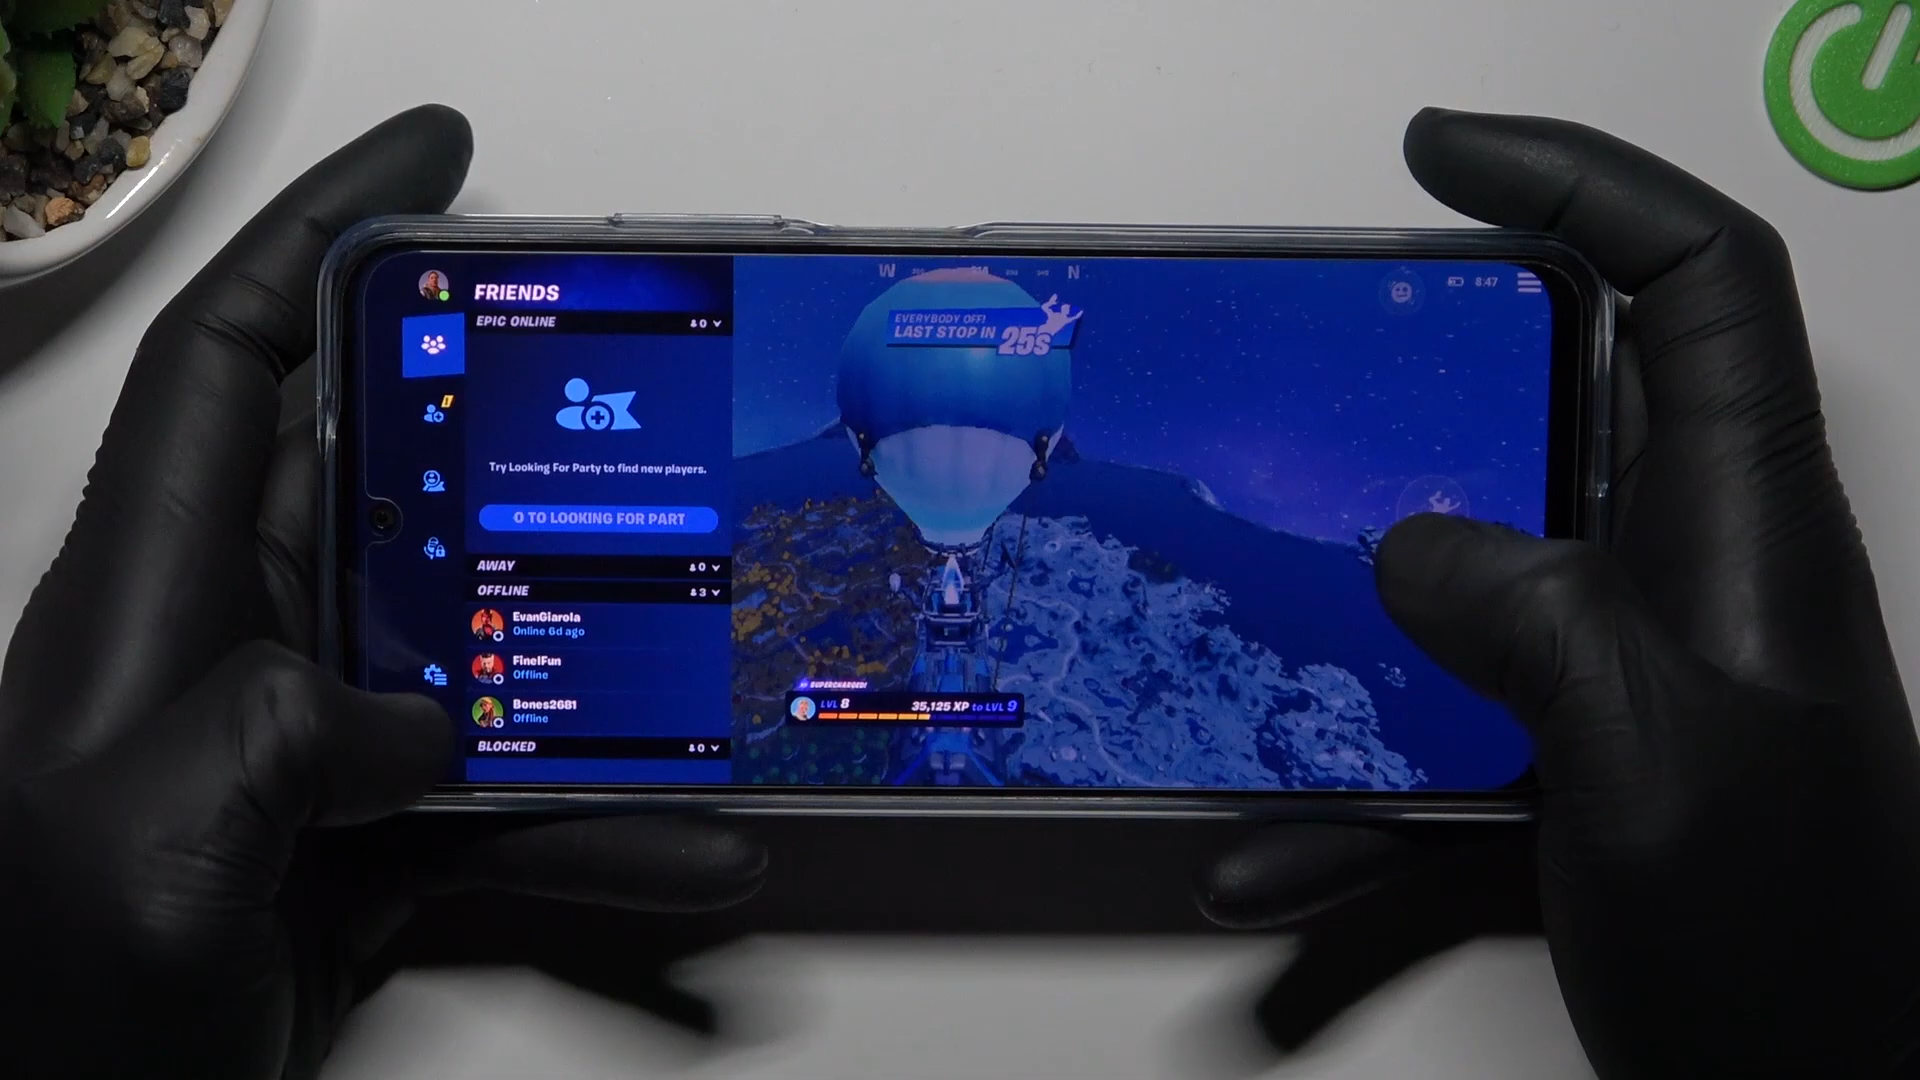 FRIENDS
EPIC ONLINE 0
Try Looking For Party to find new players.
O TO LOOKING FOR PART
AWAY 0
OFFLINE 3
EvanGiarola
Online 6d ago
FinelFun
Offline
Bones2681
Offline
BLOCKED 0
W N
EVERYBODY OFF!
LAST STOP IN 25S
8:47
SUPERCHARGED!
LVL 8 35,125 XP to LVL 9